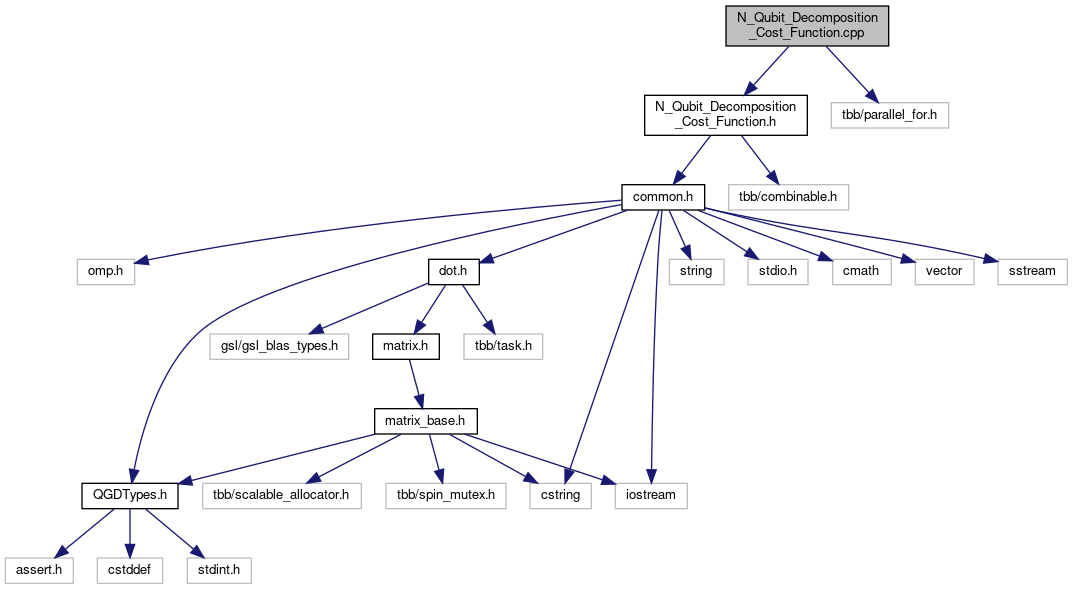 N_Qubit_Decomposition
_Cost_Function.cpp
N_Qubit_Decomposition
_Cost_Function.h
tbb/parallel_for.h
common.h
tbb/combinable.h
omp.h
dot.h
string
stdio.h
cmath
vector
sstream
gsl/gsl_blas_types.h
matrix.h
tbb/task.h
matrix_base.h
QGDTypes.h
tbb/scalable_allocator.h
tbb/spin_mutex.h
cstring
iostream
assert.h
cstddef
stdint.h